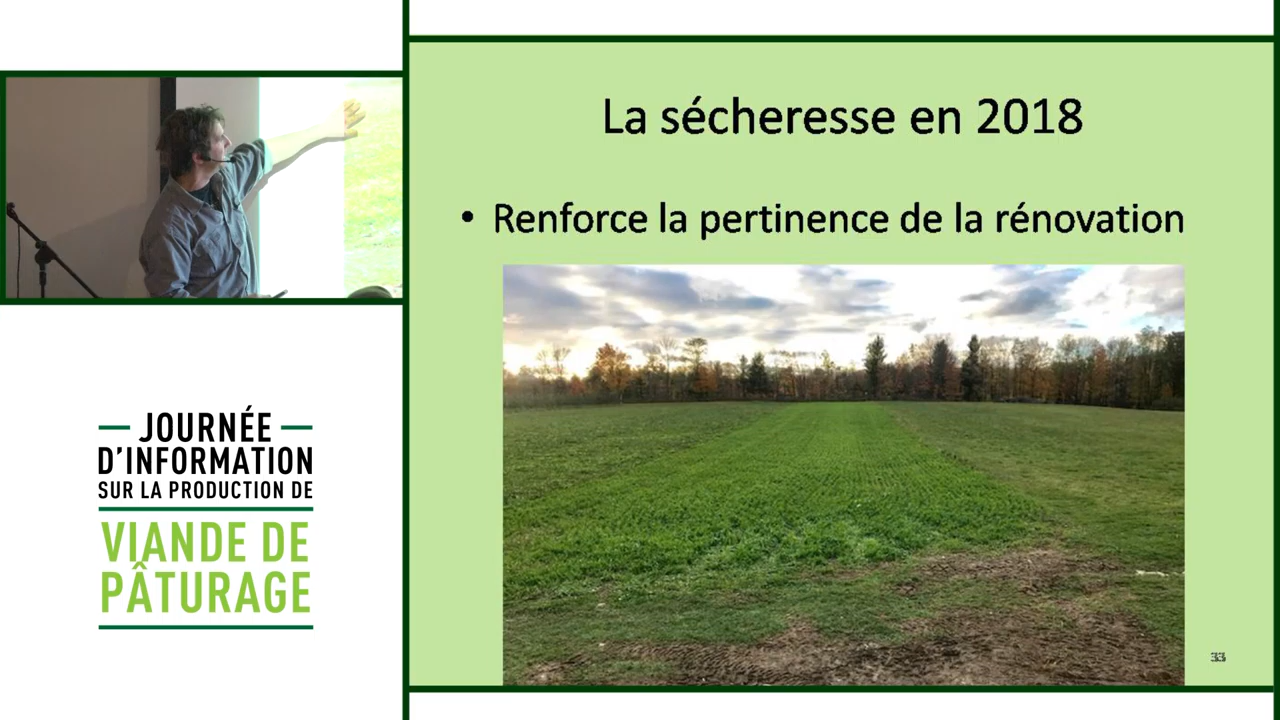 La sécheresse en 2018
• Renforce la pertinence de la rénovation
33
JOURNÉE
D'INFORMATION
SUR LA PRODUCTION DE
VIANDE DE
PÂTURAGE